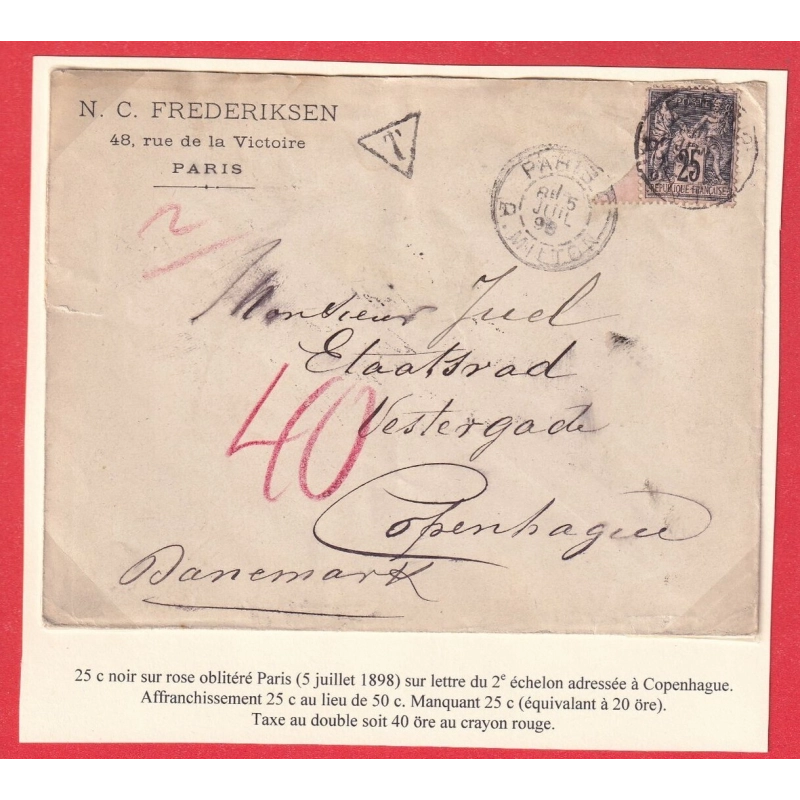 N. C. FREDERIKSEN
48, rue de la Victoire
PARIS
T
PARIS
5
JUIL
98
R. MILTON
POSTES
25
REPUBLIQUE FRANÇAISE
2
Monsieur Juel
Etaatsrad
Vestergade
40
Copenhague
Danemark
25 c noir sur rose oblitéré Paris (5 juillet 1898) sur lettre du 2e échelon adressée à Copenhague.
Affranchissement 25 c au lieu de 50 c. Manquant 25 c (équivalant à 20 öre).
Taxe au double soit 40 öre au crayon rouge.